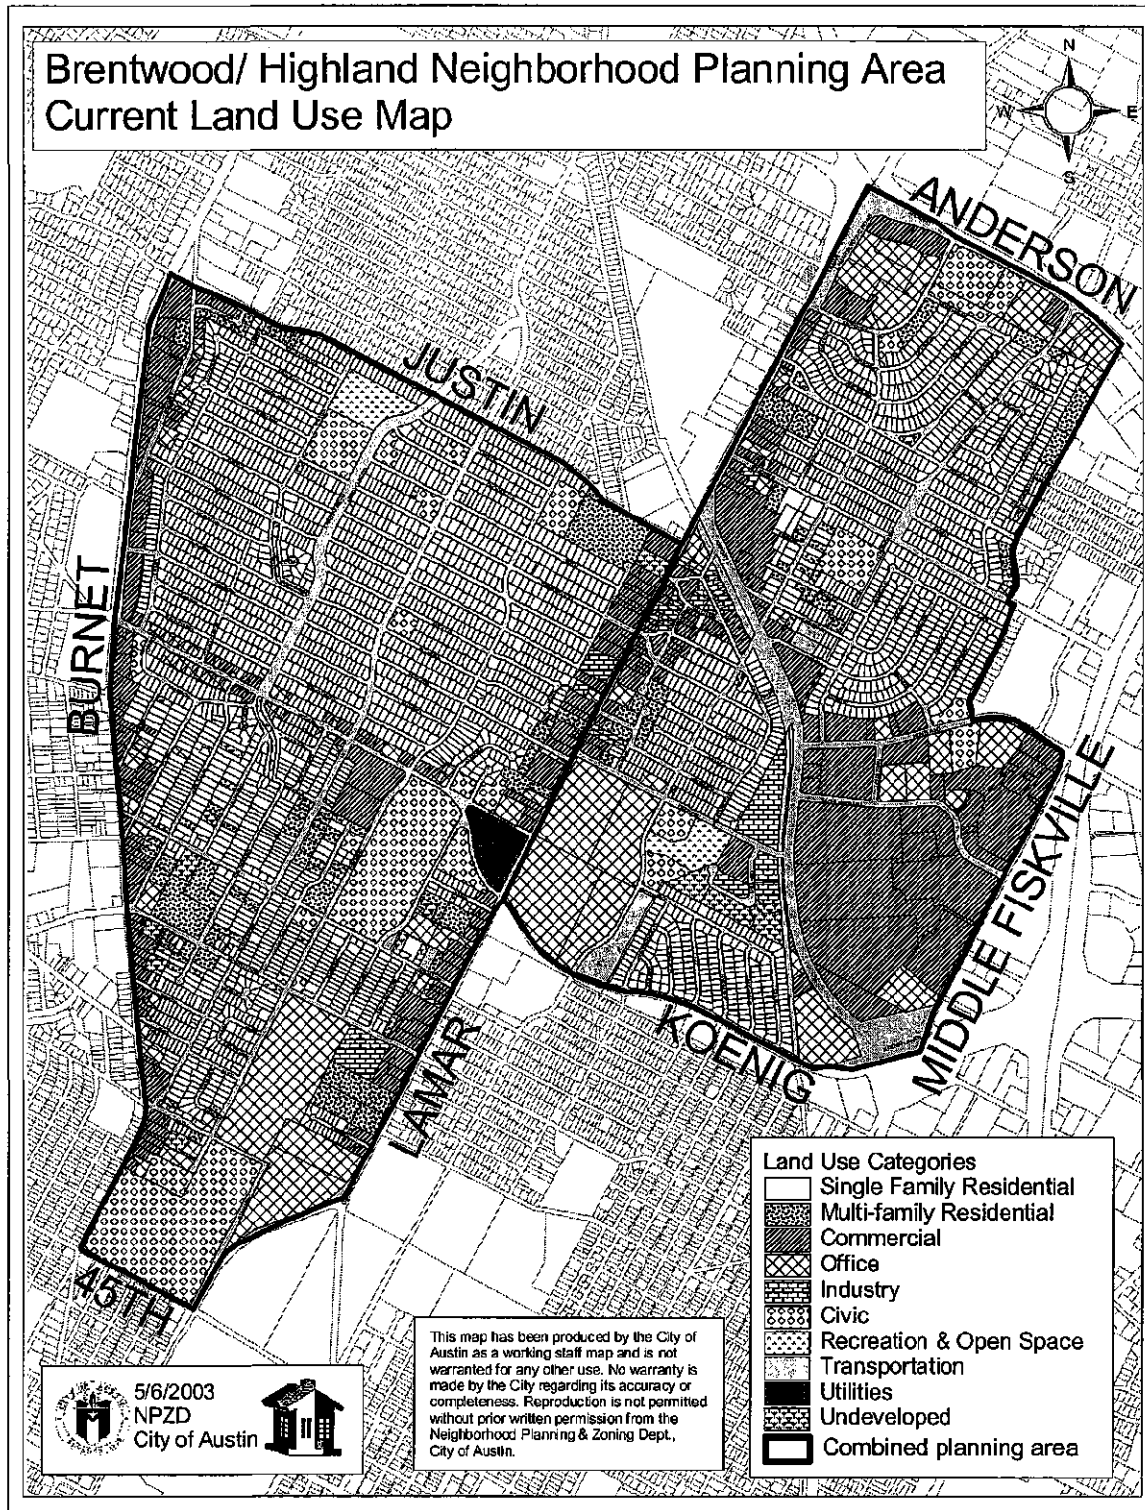 Brentwood/ Highland Neighborhood Planning Area
Current Land Use Map
N
W
E
S
ANDERSON
JUSTIN
BURNET
MIDDLE FISKVILLE
KOENIG
LAMAR
45TH
Land Use Categories
Single Family Residential
Multi-family Residential
Commercial
Office
Industry
Civic
Recreation & Open Space
Transportation
Utilities
Undeveloped
Combined planning area
This map has been produced by the City of
Austin as a working staff map and is not
warranted for any other use. No warranty is
made by the City regarding its accuracy or
completeness. Reproduction is not permitted
without prior written permission from the
Neighborhood Planning & Zoning Dept.,
City of Austin.
5/6/2003
NPZD
City of Austin